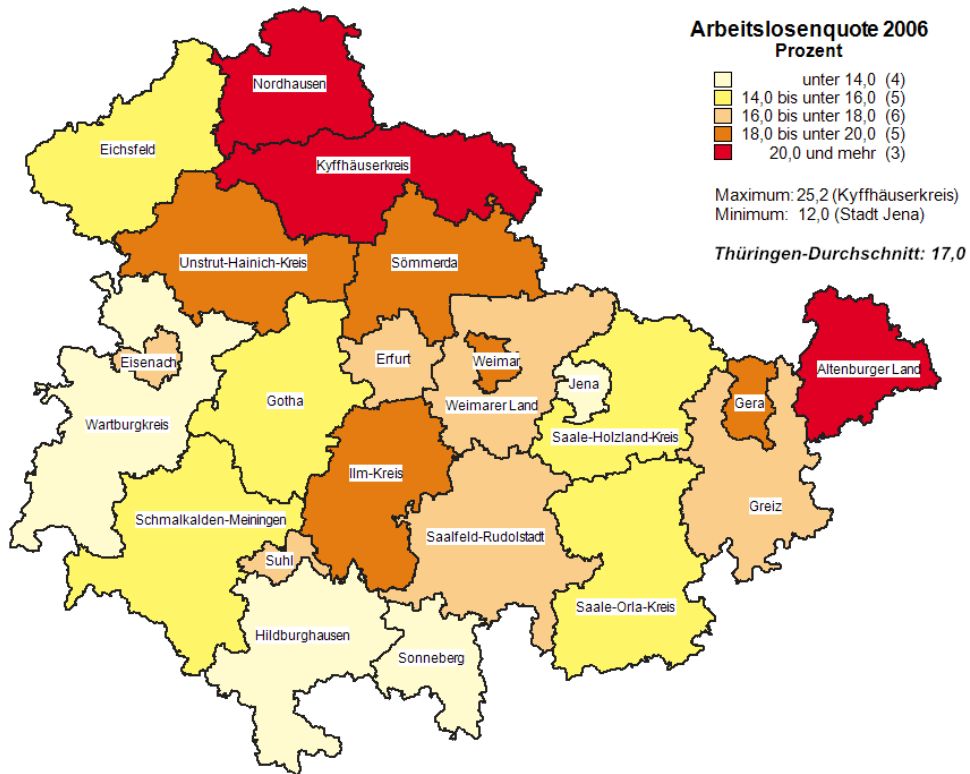 Arbeitslosenquote 2006
Prozent
unter 14,0 (4)
14,0 bis unter 16,0 (5)
16,0 bis unter 18,0 (6)
18,0 bis unter 20,0 (5)
20,0 und mehr (3)
Maximum: 25,2 (Kyffhäuserkreis)
Minimum: 12,0 (Stadt Jena)
Thüringen-Durchschnitt: 17,0
Nordhausen
Eichsfeld
Kyffhäuserkreis
Unstrut-Hainich-Kreis
Sömmerda
Eisenach
Erfurt
Weimar
Jena
Altenburger Land
Gotha
Weimarer Land
Gera
Wartburgkreis
Saale-Holzland-Kreis
Ilm-Kreis
Greiz
Schmalkalden-Meiningen
Saalfeld-Rudolstadt
Suhl
Saale-Orla-Kreis
Hildburghausen
Sonneberg